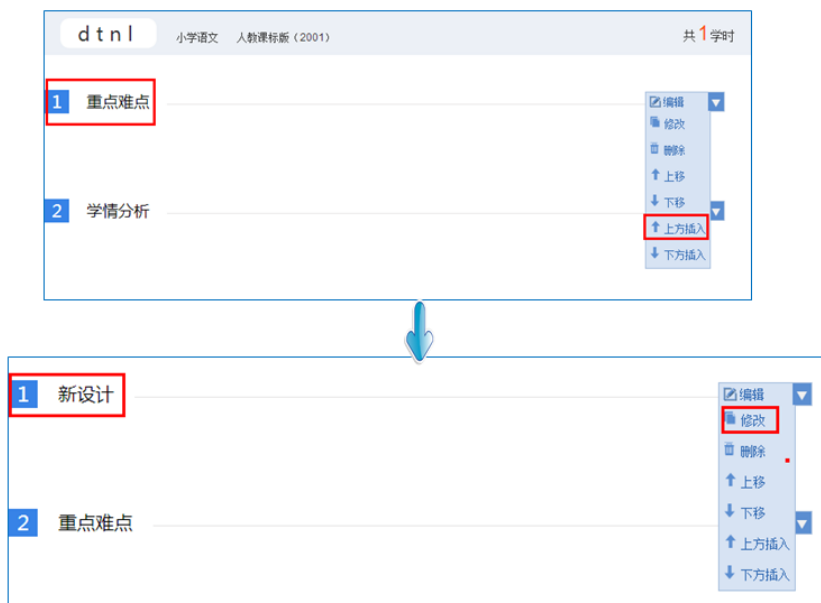 dtnl 小学语文 人教课标版（2001） 共1学时
1 重点难点
编辑
修改
删除
上移
下移
2 学情分析
上方插入
下方插入
1 新设计
编辑
修改
删除
上移
下移
2 重点难点
上方插入
下方插入